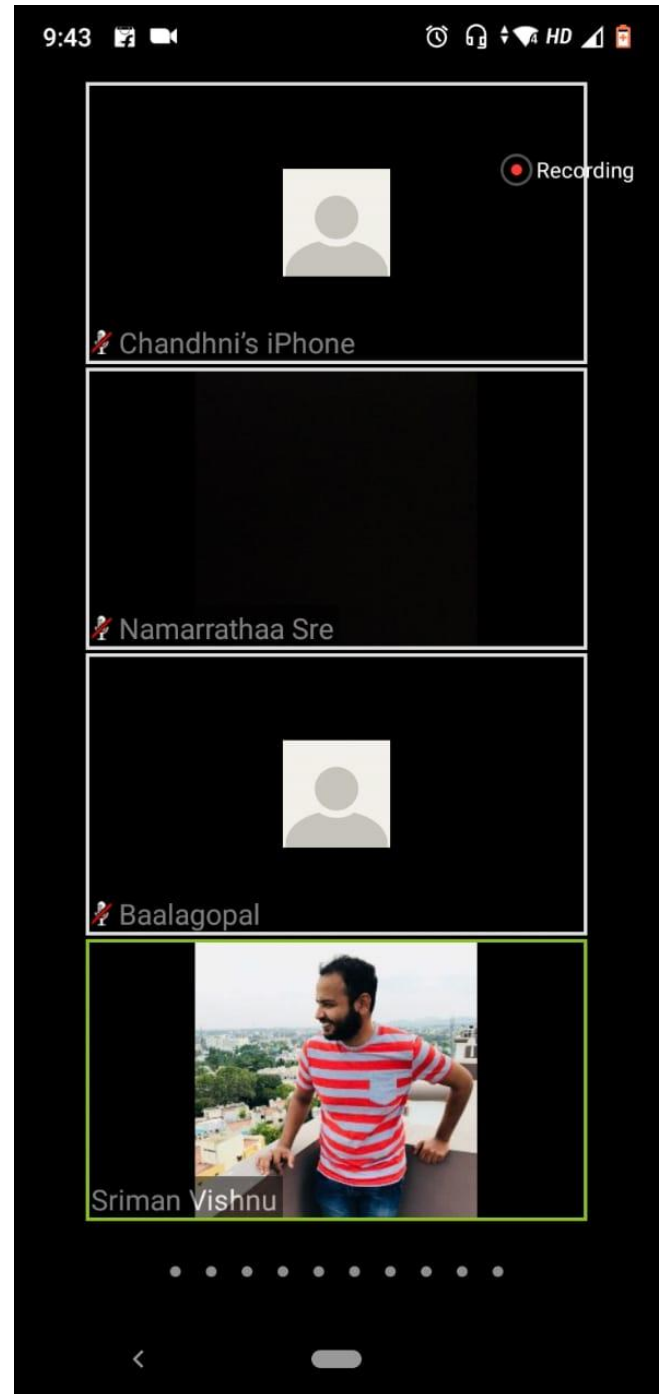 9:43 HD
Recording
Chandhni’s iPhone
Namarrathaa Sre
Baalagopal
Sriman Vishnu